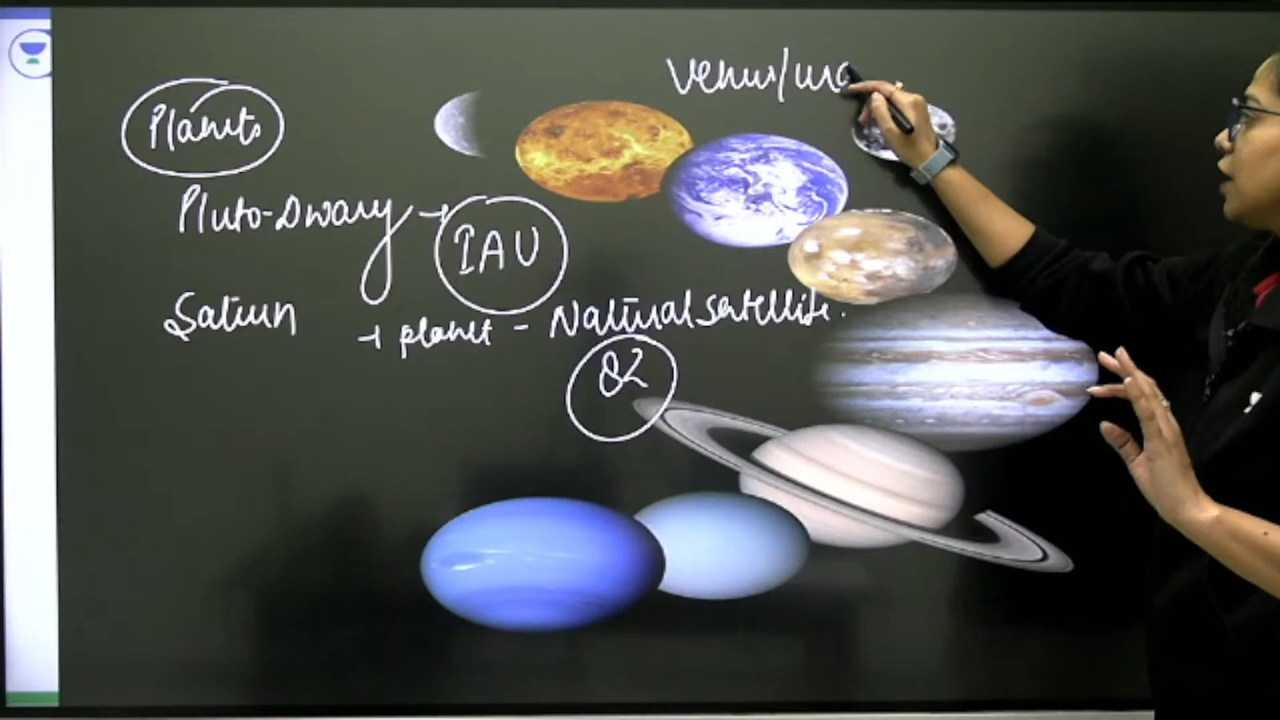 Venus/ura
Planets
Pluto-Dwarf →
IAU
Saturn
→ planet - Natural satellite.
82